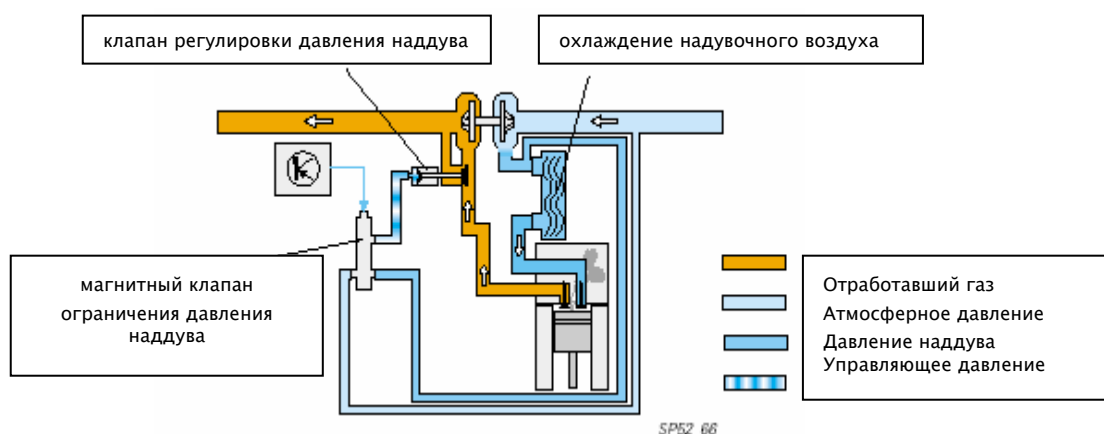 клапан регулировки давления наддува
охлаждение надувочного воздуха
магнитный клапан
ограничения давления
наддува
Отработавший газ
Атмосферное давление
Давление наддува
Управляющее давление
SP52_66